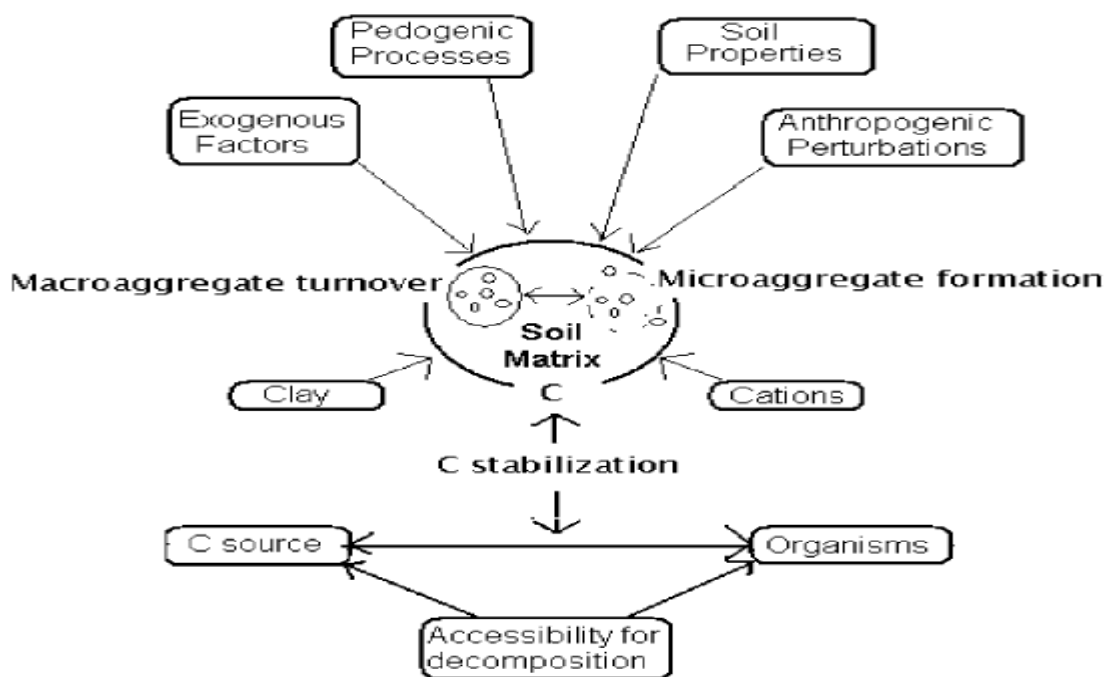 Pedogenic
Processes
Soil
Properties
Exogenous
Factors
Anthropogenic
Perturbations
Macroaggregate turnover
Microaggregate formation
Soil
Matrix
Clay
C
Cations
C stabilization
C source
Organisms
Accessibility for
decomposition